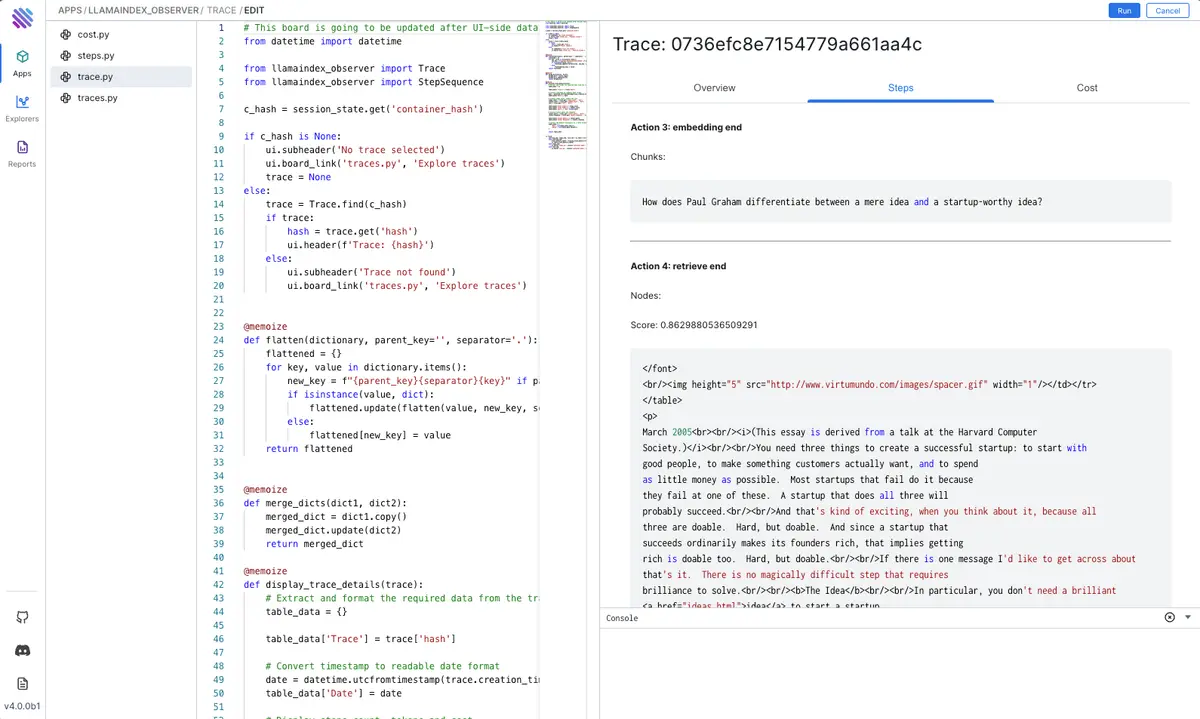 APPS / LLAMAINDEX_OBSERVER / TRACE / EDIT
Run
Cancel
Apps
Explorers
Reports
v4.0.0b1
cost.py
steps.py
trace.py
traces.py
1 # This board is going to be updated after UI-side data
2 from datetime import datetime
3
4 from llamaindex_observer import Trace
5 from llamaindex_observer import StepSequence
6
7 c_hash = session_state.get('container_hash')
8
9 if c_hash is None:
10     ui.subheader('No trace selected')
11     ui.board_link('traces.py', 'Explore traces')
12     trace = None
13 else:
14     trace = Trace.find(c_hash)
15     if trace:
16         hash = trace.get('hash')
17         ui.header(f'Trace: {hash}')
18     else:
19         ui.subheader('Trace not found')
20         ui.board_link('traces.py', 'Explore traces')
21
22
23 @memoize
24 def flatten(dictionary, parent_key='', separator='.'):
25     flattened = {}
26     for key, value in dictionary.items():
27         new_key = f"{parent_key}{separator}{key}" if
28         if isinstance(value, dict):
29             flattened.update(flatten(value, new_key,
30         else:
31             flattened[new_key] = value
32     return flattened
33
34
35 @memoize
36 def merge_dicts(dict1, dict2):
37     merged_dict = dict1.copy()
38     merged_dict.update(dict2)
39     return merged_dict
40
41 @memoize
42 def display_trace_details(trace):
43     # Extract and format the required data from the
44     table_data = {}
45
46     table_data['Trace'] = trace['hash']
47
48     # Convert timestamp to readable date format
49     date = datetime.utcfromtimestamp(trace.creation_ti
50     table_data['Date'] = date
51
Trace: 0736efc8e7154779a661aa4c
Overview
Steps
Cost
Action 3: embedding end
Chunks:
How does Paul Graham differentiate between a mere idea and a startup-worthy idea?
Action 4: retrieve end
Nodes:
Score: 0.8629880536509291
</font>
<br/><img height="5" src="http://www.virtumundo.com/images/spacer.gif" width="1"/></td></tr>
</table>
<p>
March 2005<br><br/><i>(This essay is derived from a talk at the Harvard Computer
Society.)</i><br/><br/>You need three things to create a successful startup: to start with
good people, to make something customers actually want, and to spend
as little money as possible.  Most startups that fail do it because
they fail at one of these.  A startup that does all three will
probably succeed.<br/><br/>And that's kind of exciting, when you think about it, because all
three are doable.  Hard, but doable.  And since a startup that
succeeds ordinarily makes its founders rich, that implies getting
rich is doable too.  Hard, but doable.<br/><br/>If there is one message I'd like to get across about
that's it.  There is no magically difficult step that requires
brilliance to solve.<br/><br/><b>The Idea</b><br/><br/>In particular, you don't need a brilliant
<a href="ideas.html">idea</a> to start a startup
Console